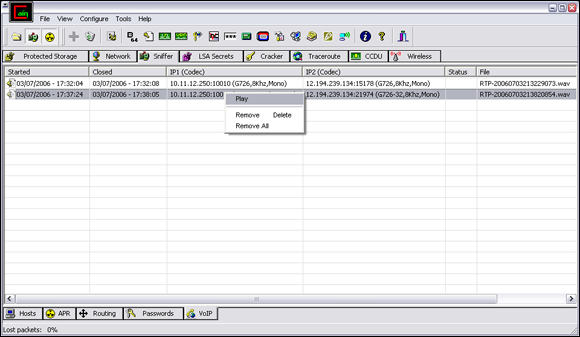 Cain
File View Configure Tools Help
B 64
Protected Storage Network Sniffer LSA Secrets Cracker Traceroute CCDU Wireless
Started Closed IP1 (Codec) IP2 (Codec) Status File
03/07/2006 - 17:32:04 03/07/2006 - 17:32:08 10.11.12.250:10010 (G726,8Khz,Mono) 12.194.239.134:15178 (G726,8Khz,Mono) RTP-20060703213229073.wav
03/07/2006 - 17:37:24 03/07/2006 - 17:38:05 10.11.12.250:100 12.194.239.134:21974 (G726-32,8Khz,Mono) RTP-20060703213820854.wav
Play
Remove Delete
Remove All
Hosts APR Routing Passwords VoIP
Lost packets: 0%